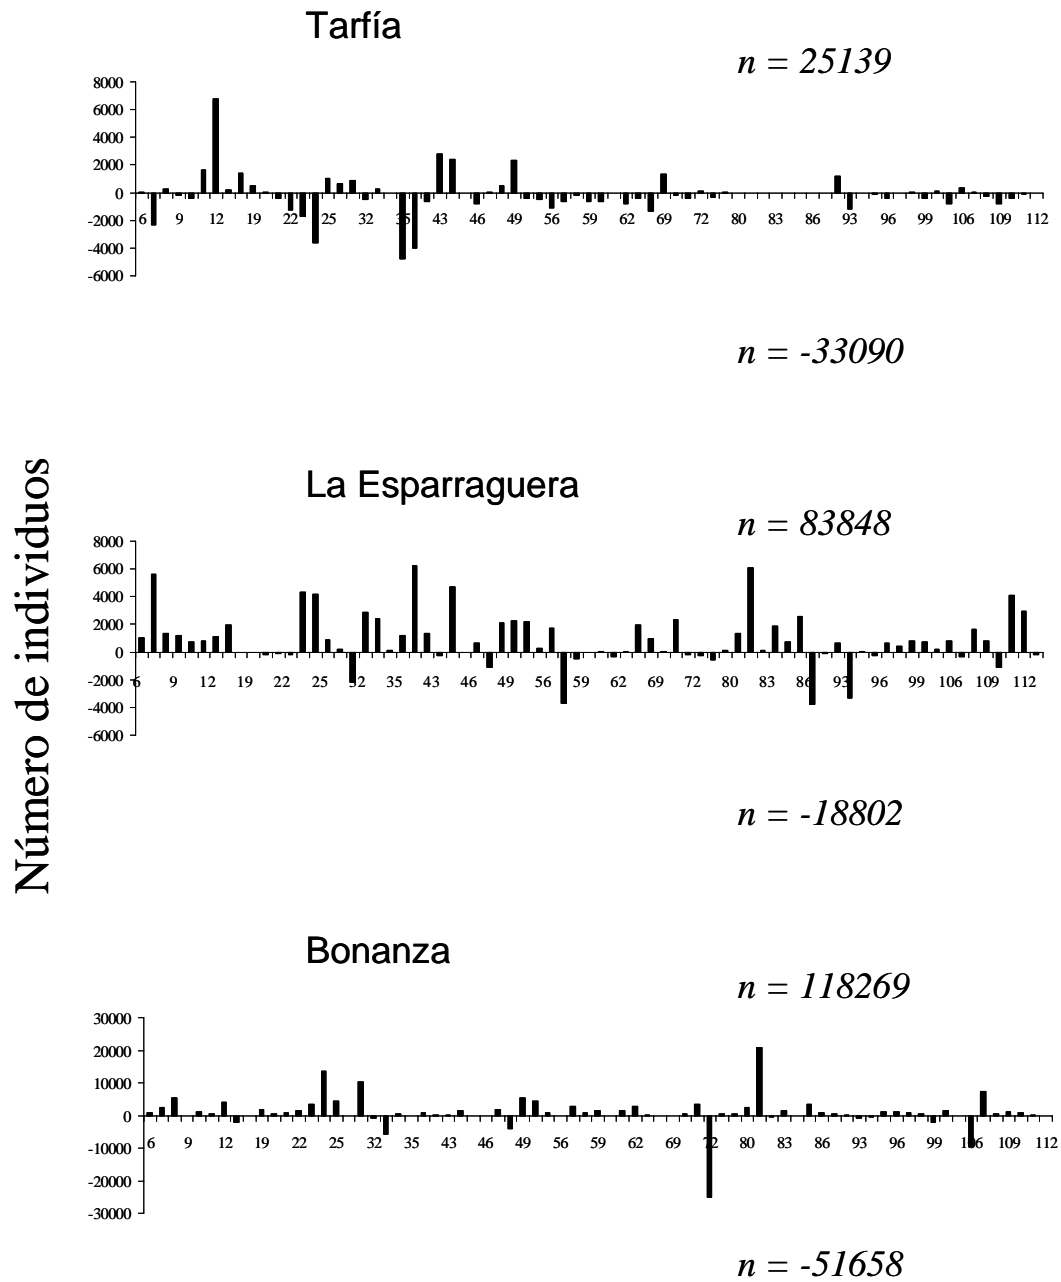 Tarfía
n = 25139
8000
6000
4000
2000
0
-2000
-4000
-6000
6 9 12 19 22 25 32 35 43 46 49 56 59 62 69 72 80 83 86 93 96 99 106 109 112
n = -33090
Número de individuos
La Esparraguera
n = 83848
8000
6000
4000
2000
0
-2000
-4000
-6000
6 9 12 19 22 25 32 35 43 46 49 56 59 62 69 72 80 83 86 93 96 99 106 109 112
n = -18802
Bonanza
n = 118269
30000
20000
10000
0
-10000
-20000
-30000
6 9 12 19 22 25 32 35 43 46 49 56 59 62 69 72 80 83 86 93 96 99 106 109 112
n = -51658